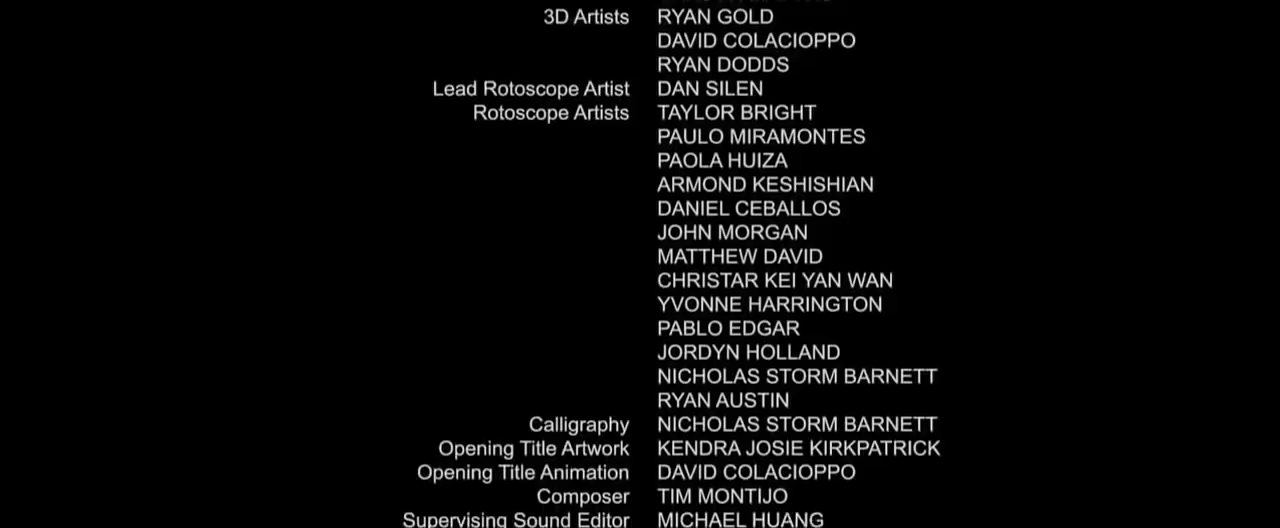 3D Artists RYAN GOLD
DAVID COLACIOPPO
RYAN DODDS
Lead Rotoscope Artist DAN SILEN
Rotoscope Artists TAYLOR BRIGHT
PAULO MIRAMONTES
PAOLA HUIZA
ARMOND KESHISHIAN
DANIEL CEBALLOS
JOHN MORGAN
MATTHEW DAVID
CHRISTAR KEI YAN WAN
YVONNE HARRINGTON
PABLO EDGAR
JORDYN HOLLAND
NICHOLAS STORM BARNETT
RYAN AUSTIN
Calligraphy NICHOLAS STORM BARNETT
Opening Title Artwork KENDRA JOSIE KIRKPATRICK
Opening Title Animation DAVID COLACIOPPO
Composer TIM MONTIJO
Supervising Sound Editor MICHAEL HUANG